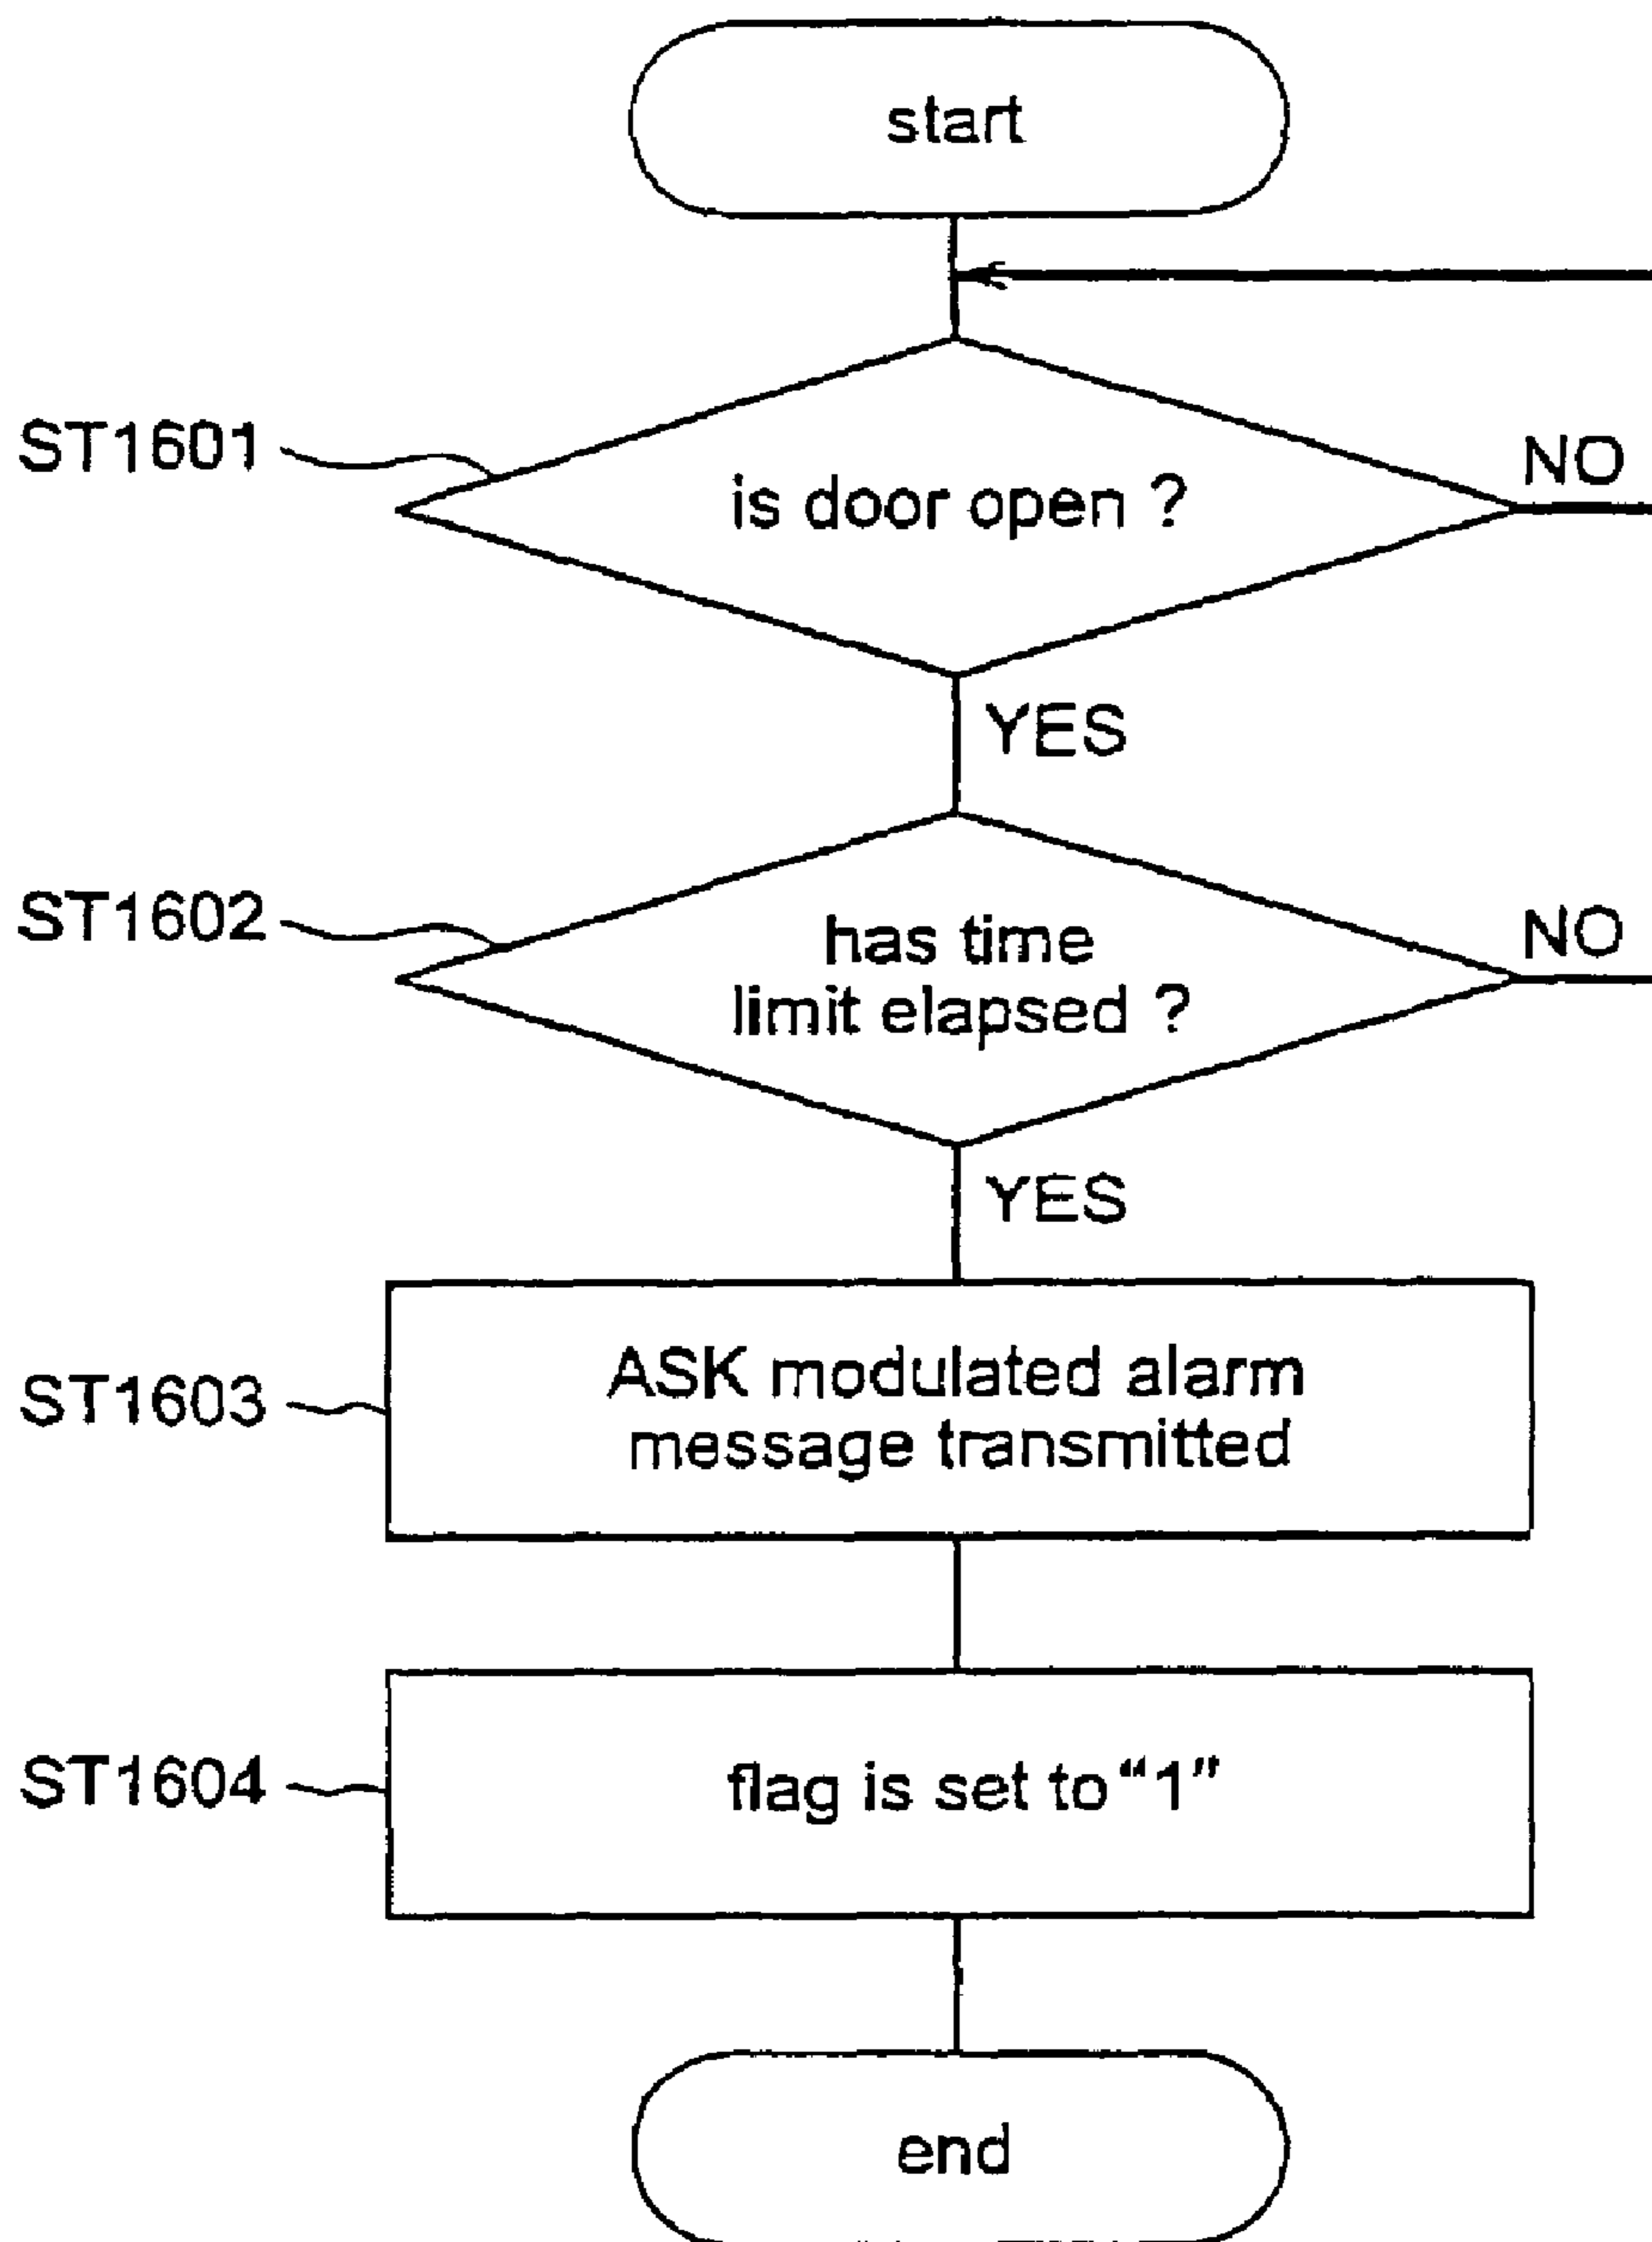 start
ST1601
is door open ?
NO
YES
ST1602
has time
limit elapsed ?
NO
YES
ST1603
ASK modulated alarm
message transmitted
ST1604
flag is set to “1”
end